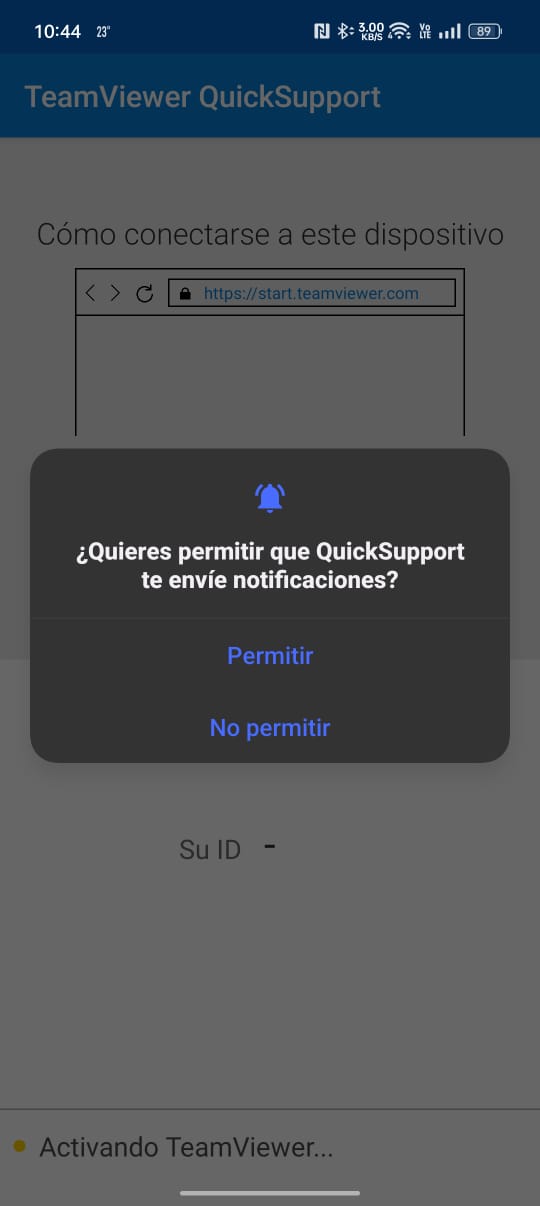 10:44 23° 3.00 KB/S Vo LTE 89
TeamViewer QuickSupport
Cómo conectarse a este dispositivo
https://start.teamviewer.com
¿Quieres permitir que QuickSupport
te envíe notificaciones?
Permitir
No permitir
Su ID -
Activando TeamViewer...